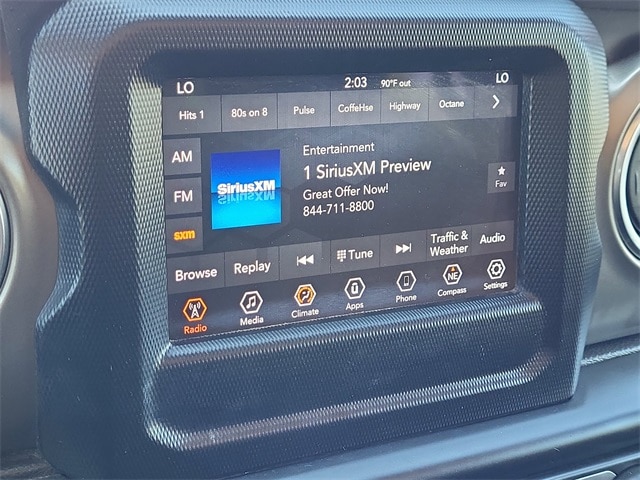 LO 2:03 90°F out LO
Hits 1 80s on 8 Pulse CoffeHse Highway Octane
AM
FM
sxm
SiriusXM
Entertainment
1 SiriusXM Preview
Great Offer Now!
844-711-8800
Fav
Browse Replay Tune Traffic & Weather Audio
Radio Media Climate Apps Phone NE Compass Settings